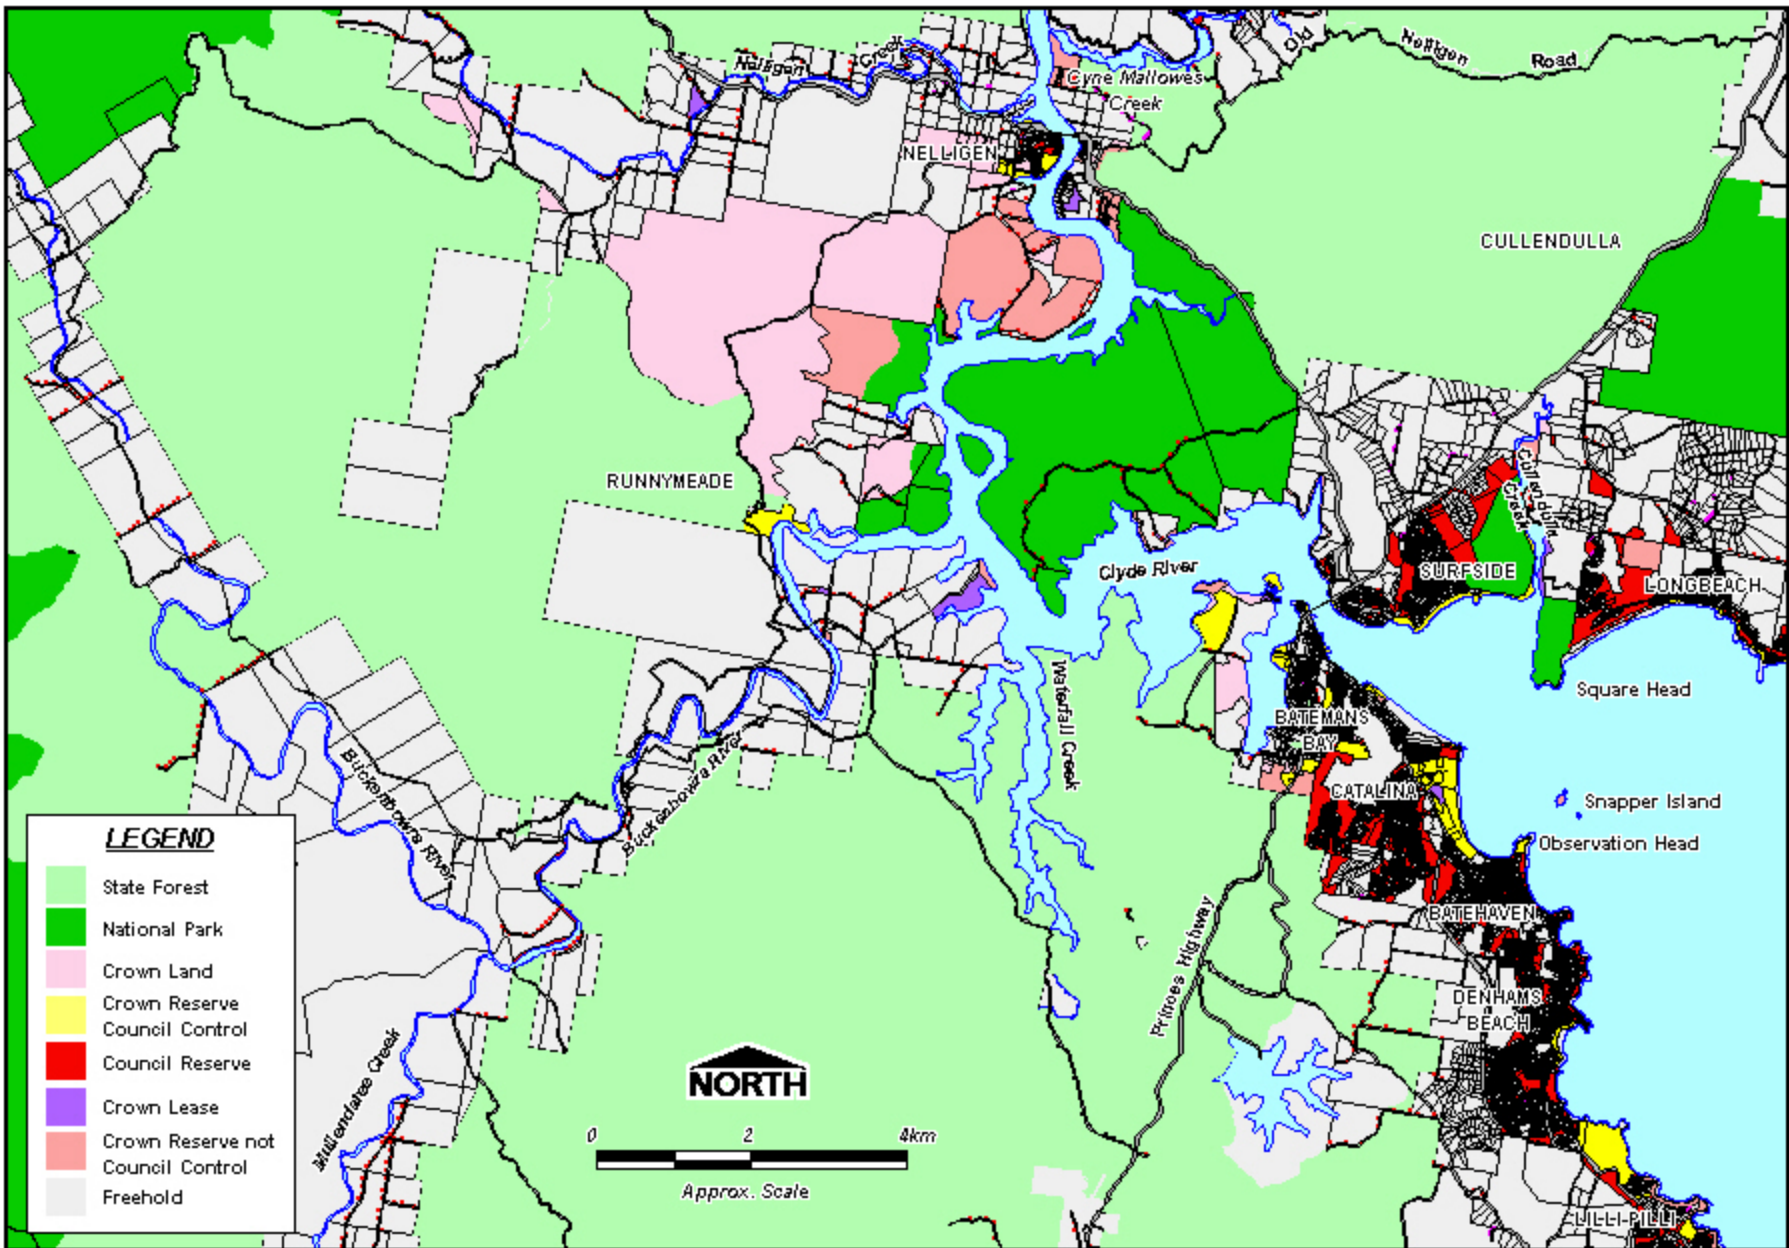 Nelligen
Creek
Old
Nelligen
Road
Cyne Mallowes
Creek
NELLIGEN
CULLENDULLA
RUNNYMEADE
Cullendulla
Creek
Clyde River
SURFSIDE
LONGBEACH
Square Head
Waterfall Creek
BATEMANS
BAY
CATALINA
Snapper Island
Observation Head
Buckenbowra River
Buckenbowra River
BATEHAVEN
Princes Highway
DENHAMS
BEACH
Mullendaree Creek
LILLI PILLI
LEGEND
State Forest
National Park
Crown Land
Crown Reserve
Council Control
Council Reserve
Crown Lease
Crown Reserve not
Council Control
Freehold
NORTH
0 2 4km
Approx. Scale